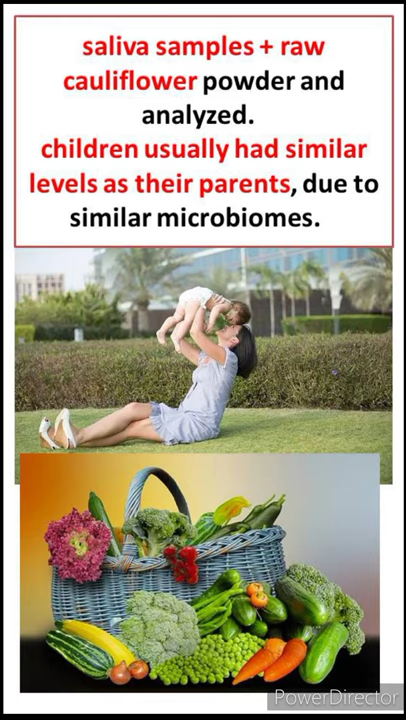 saliva samples + raw
cauliflower powder and
analyzed.
children usually had similar
levels as their parents, due to
similar microbiomes.
PowerDirector